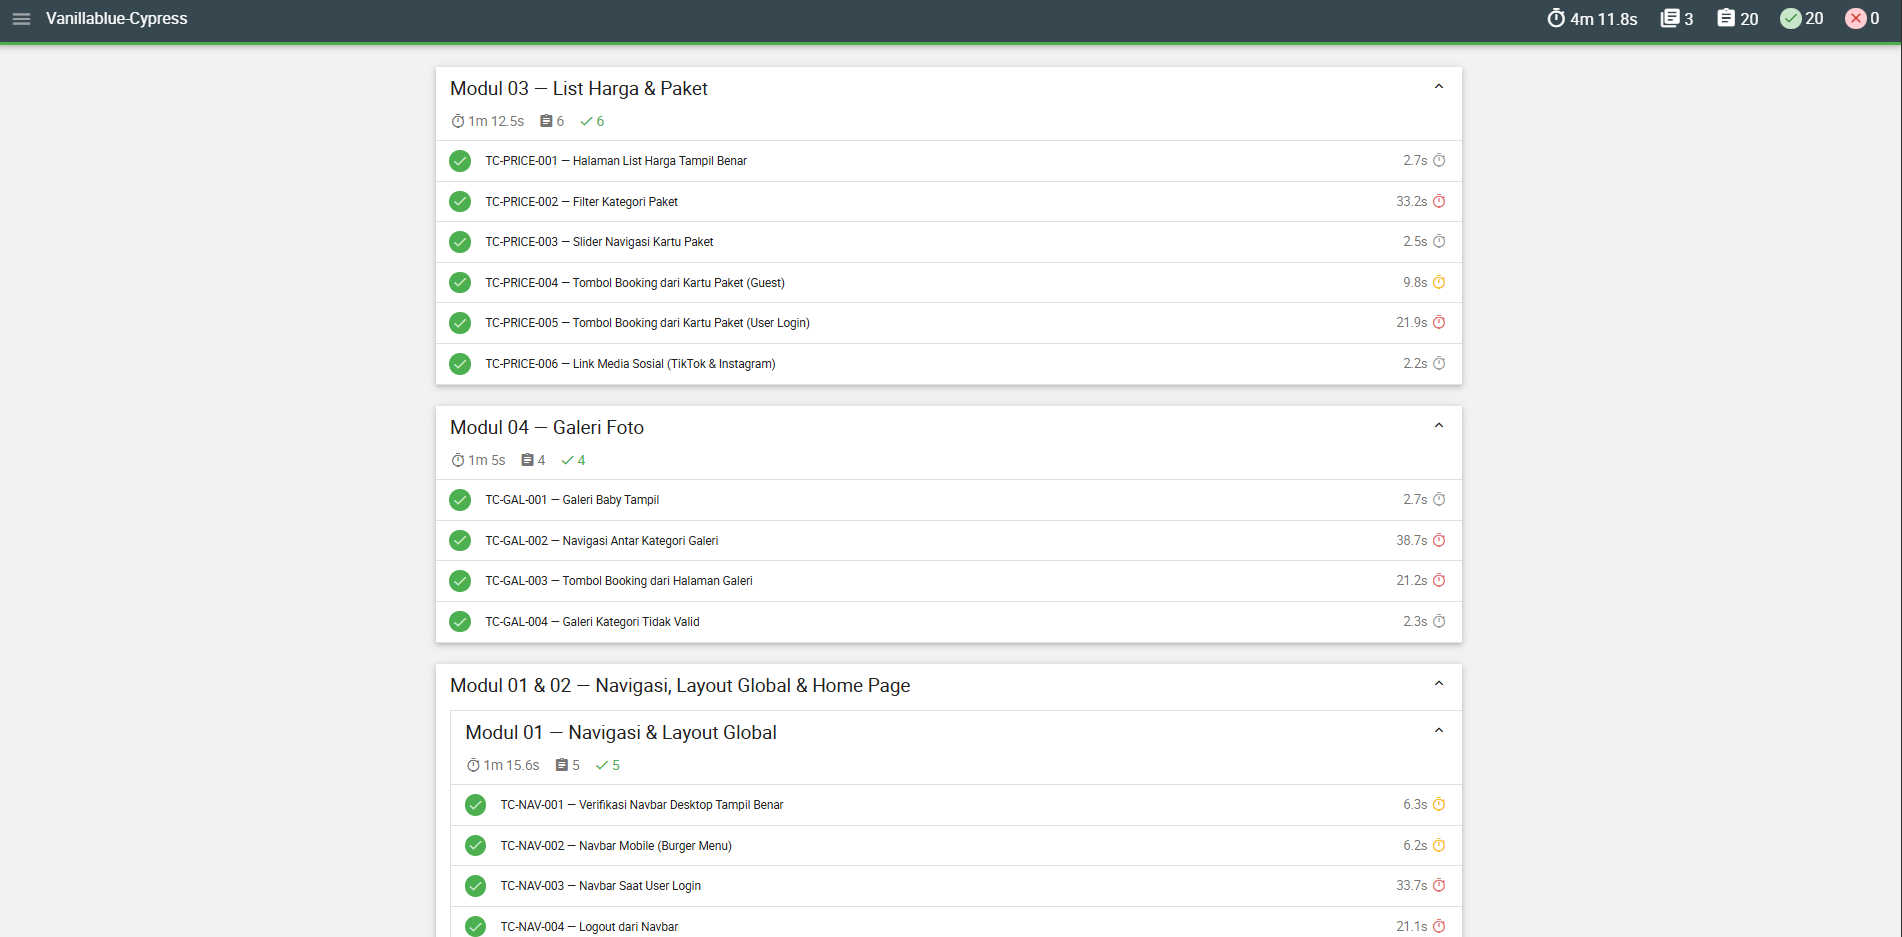 Vanillablue-Cypress 4m 11.8s 3 20 20 0
Modul 03 — List Harga & Paket
1m 12.5s 6 6
TC-PRICE-001 — Halaman List Harga Tampil Benar 2.7s
TC-PRICE-002 — Filter Kategori Paket 33.2s
TC-PRICE-003 — Slider Navigasi Kartu Paket 2.5s
TC-PRICE-004 — Tombol Booking dari Kartu Paket (Guest) 9.8s
TC-PRICE-005 — Tombol Booking dari Kartu Paket (User Login) 21.9s
TC-PRICE-006 — Link Media Sosial (TikTok & Instagram) 2.2s
Modul 04 — Galeri Foto
1m 5s 4 4
TC-GAL-001 — Galeri Baby Tampil 2.7s
TC-GAL-002 — Navigasi Antar Kategori Galeri 38.7s
TC-GAL-003 — Tombol Booking dari Halaman Galeri 21.2s
TC-GAL-004 — Galeri Kategori Tidak Valid 2.3s
Modul 01 & 02 — Navigasi, Layout Global & Home Page
Modul 01 — Navigasi & Layout Global
1m 15.6s 5 5
TC-NAV-001 — Verifikasi Navbar Desktop Tampil Benar 6.3s
TC-NAV-002 — Navbar Mobile (Burger Menu) 6.2s
TC-NAV-003 — Navbar Saat User Login 33.7s
TC-NAV-004 — Logout dari Navbar 21.1s